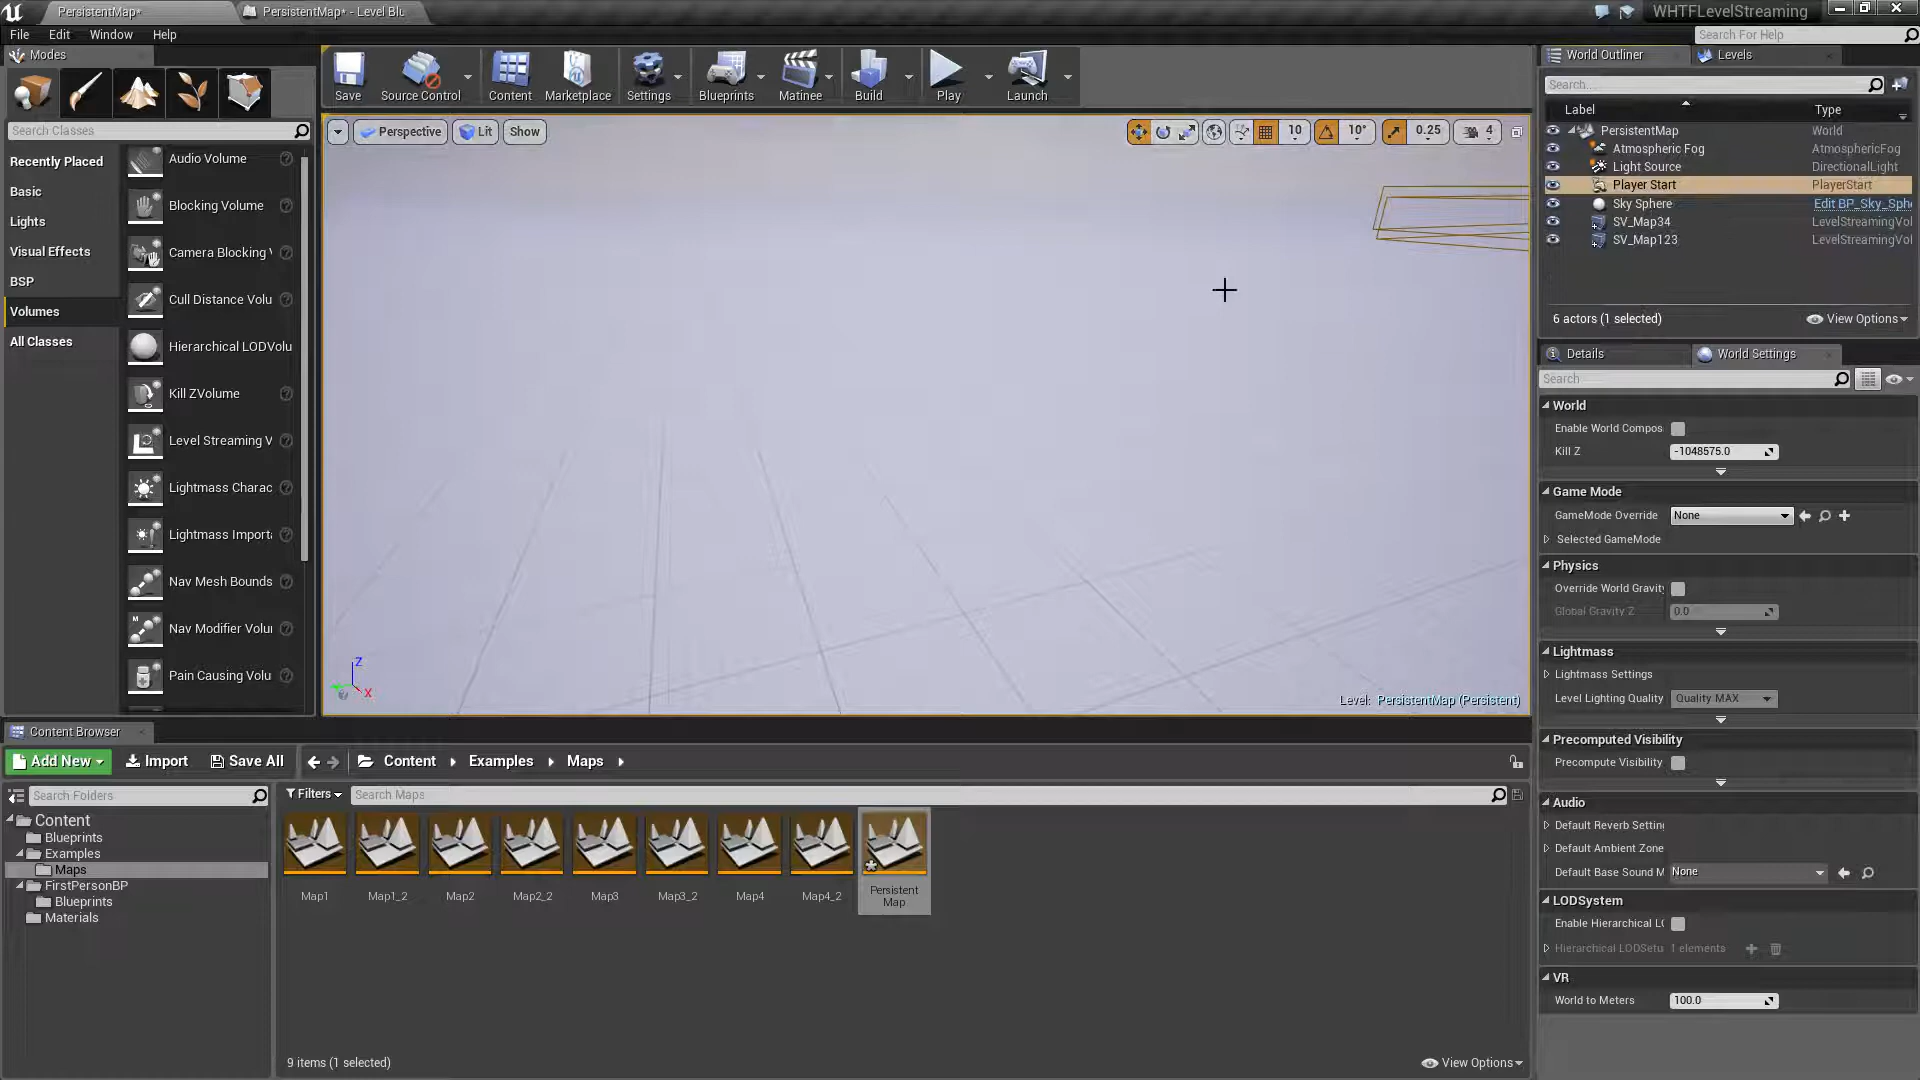 PersistentMap*
PersistentMap* - Level Blu
WHTFLevelStreaming
File Edit Window Help
Search For Help
Modes
Save
Source Control
Content
Marketplace
Settings
Blueprints
Matinee
Build
Play
Launch
World Outliner
Levels
Search...
Search Classes
Recently Placed
Basic
Lights
Visual Effects
BSP
Volumes
All Classes
Audio Volume
Blocking Volume
Camera Blocking V
Cull Distance Volu
Hierarchical LODVolu
Kill ZVolume
Level Streaming V
Lightmass Charac
Lightmass Importa
Nav Mesh Bounds
Nav Modifier Volur
Pain Causing Volu
Perspective
Lit
Show
10
10°
0.25
4
Z
X
Level: PersistentMap (Persistent)
Label Type
PersistentMap World
Atmospheric Fog AtmosphericFog
Light Source DirectionalLight
Player Start PlayerStart
Sky Sphere Edit BP_Sky_Sphe
SV_Map34 LevelStreamingVol
SV_Map123 LevelStreamingVol
6 actors (1 selected)
View Options
Details
World Settings
Search
World
Enable World Compos
Kill Z -1048575.0
Game Mode
GameMode Override None
Selected GameMode
Physics
Override World Gravity
Global Gravity Z 0.0
Lightmass
Lightmass Settings
Level Lighting Quality Quality MAX
Precomputed Visibility
Precompute Visibility
Audio
Default Reverb Setting
Default Ambient Zone
Default Base Sound M None
LODSystem
Enable Hierarchical LO
Hierarchical LODSetu 1 elements
VR
World to Meters 100.0
Content Browser
Add New
Import
Save All
Content
Examples
Maps
Search Folders
Filters
Search Maps
Content
Blueprints
Examples
Maps
FirstPersonBP
Blueprints
Materials
Map1
Map1_2
Map2
Map2_2
Map3
Map3_2
Map4
Map4_2
Persistent
Map
9 items (1 selected)
View Options